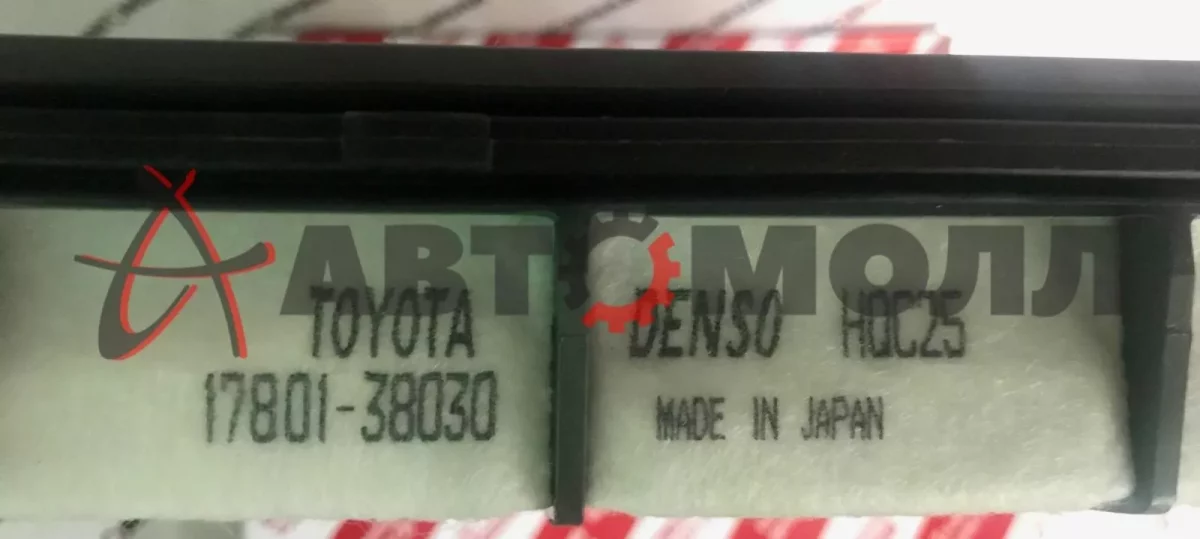 АВТОМОЛЛ
TOYOTA
17801-38030
DENSO HQC25
MADE IN JAPAN